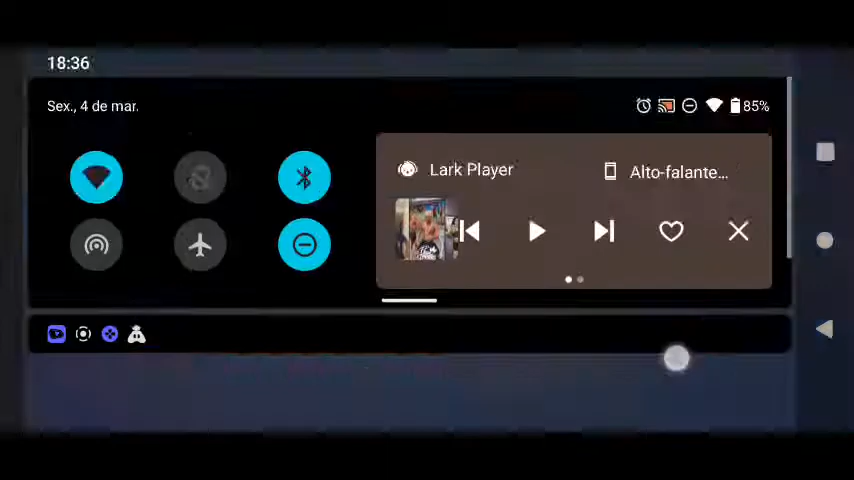 18:36
Sex., 4 de mar.
85%
Lark Player
Alto-falante...